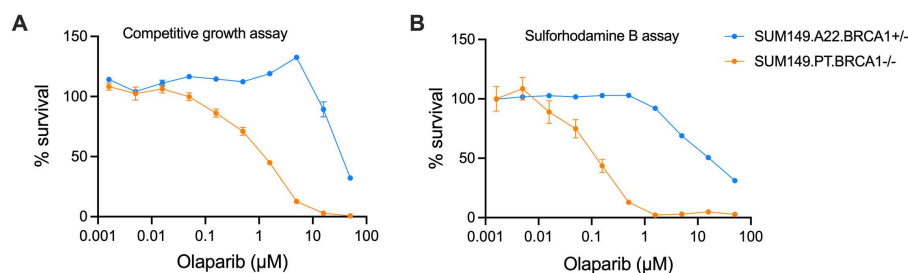 A
Competitive growth assay
% survival
150
100
50
0
0.001
0.01
0.1
1
10
100
Olaparib (µM)
B
Sulforhodamine B assay
% survival
150
100
50
0
0.001
0.01
0.1
1
10
100
Olaparib (µM)
SUM149.A22.BRCA1+/-
SUM149.PT.BRCA1-/-